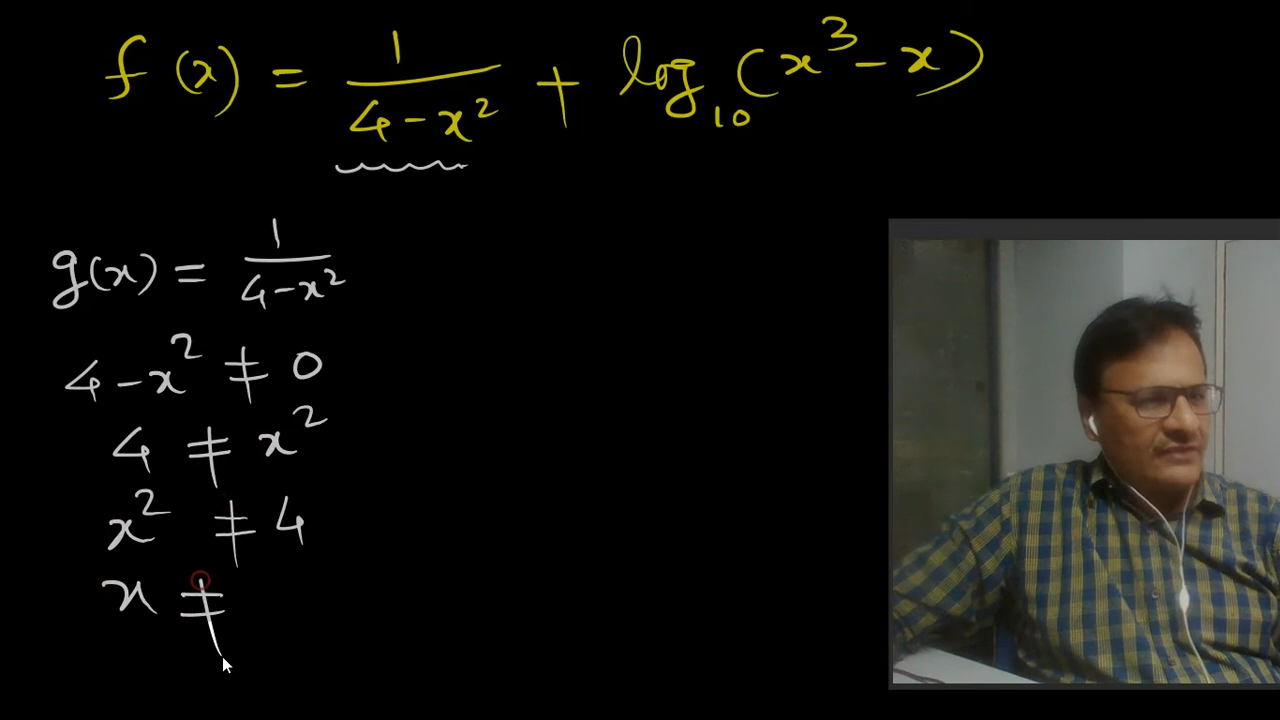 f(x) = 1/(4-x²) + log₁₀(x³-x)
g(x) = 1/(4-x²)
4-x² ≠ 0
4 ≠ x²
x² ≠ 4
x ≠